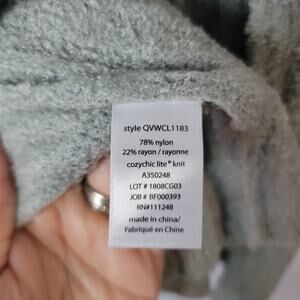 style QVWCL1183
78% nylon
22% rayon / rayonne
cozychic lite® knit
A350248
LOT # 1808CG03
JOB # BF000393
RN#111248
made in china/
Fabriqué en Chine